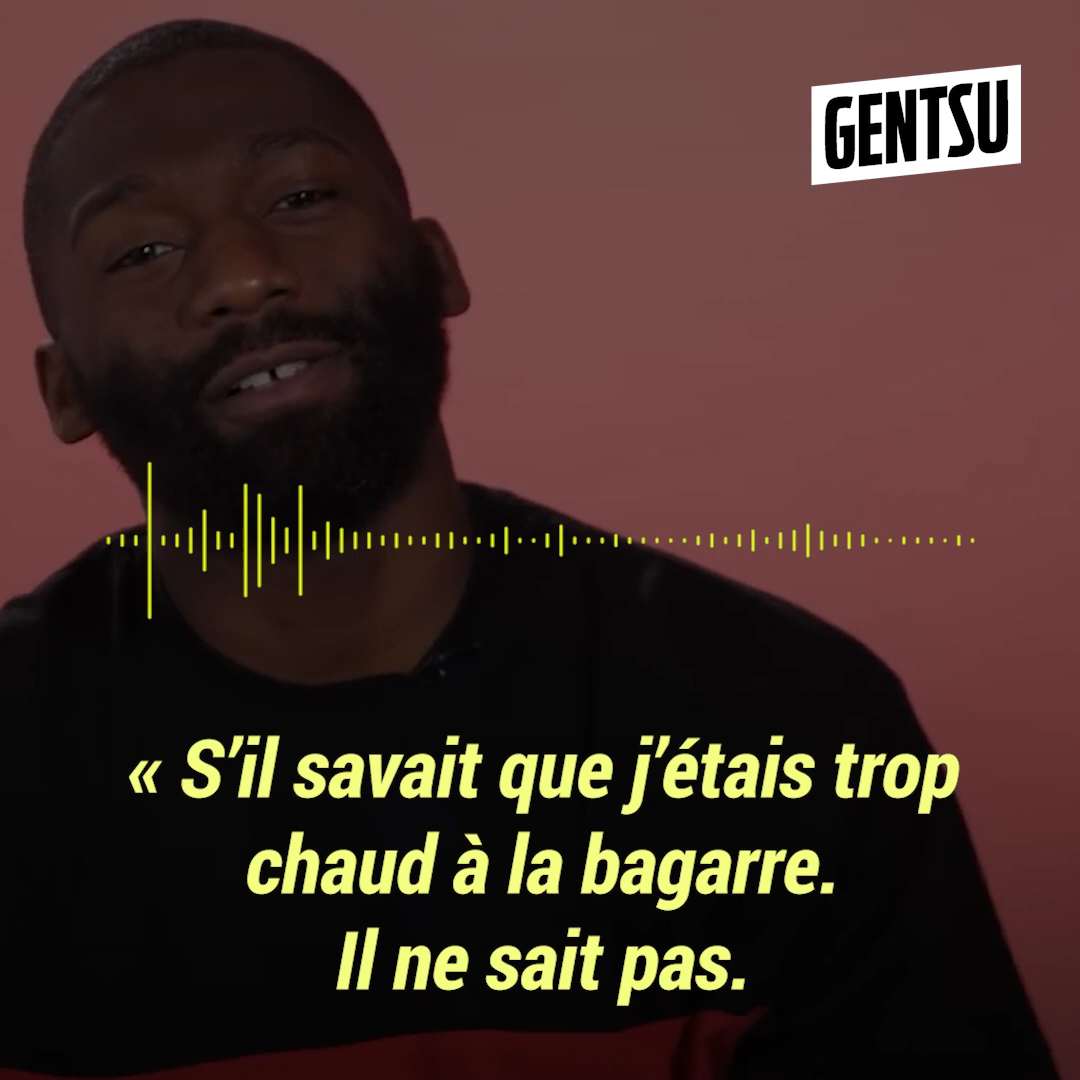 GENTSU
« S’il savait que j’étais trop
chaud à la bagarre.
Il ne sait pas.